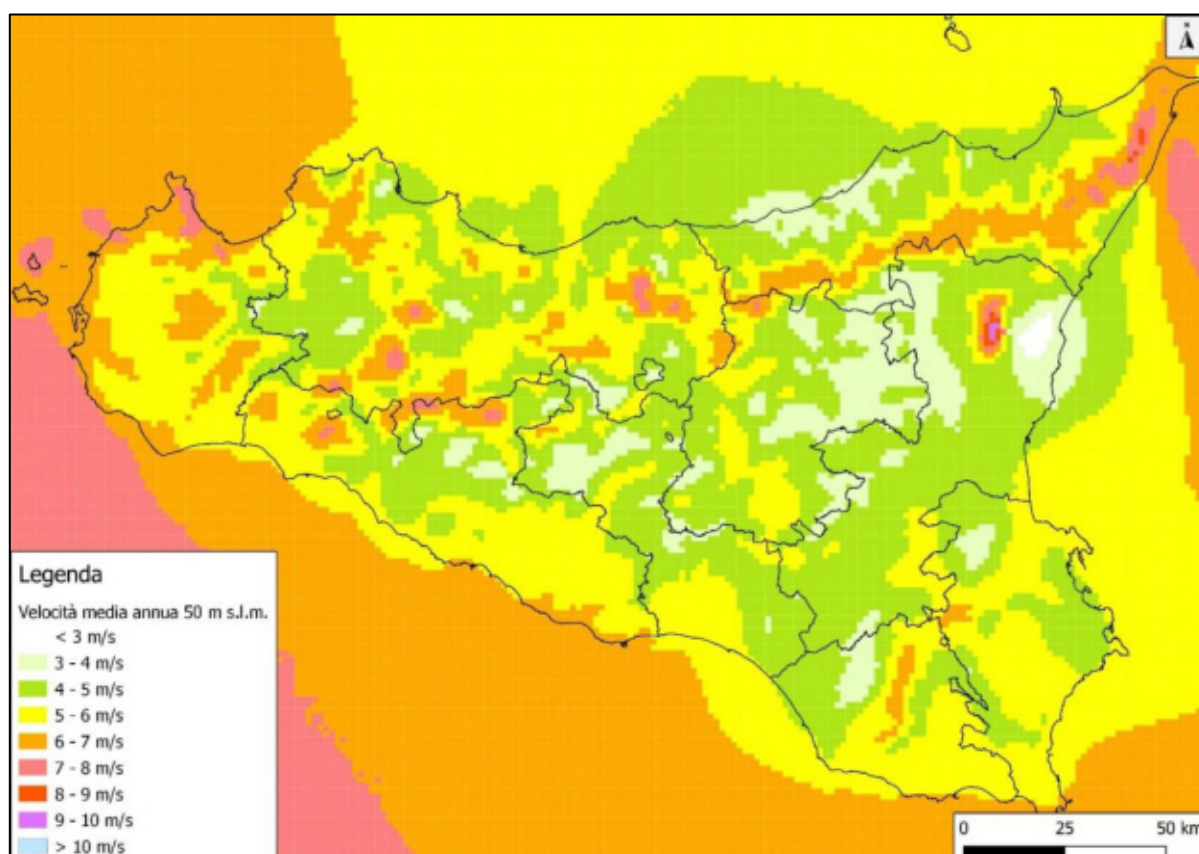 Legenda
Velocità media annua 50 m s.l.m.
< 3 m/s
3 - 4 m/s
4 - 5 m/s
5 - 6 m/s
6 - 7 m/s
7 - 8 m/s
8 - 9 m/s
9 - 10 m/s
> 10 m/s
0 25 50 km